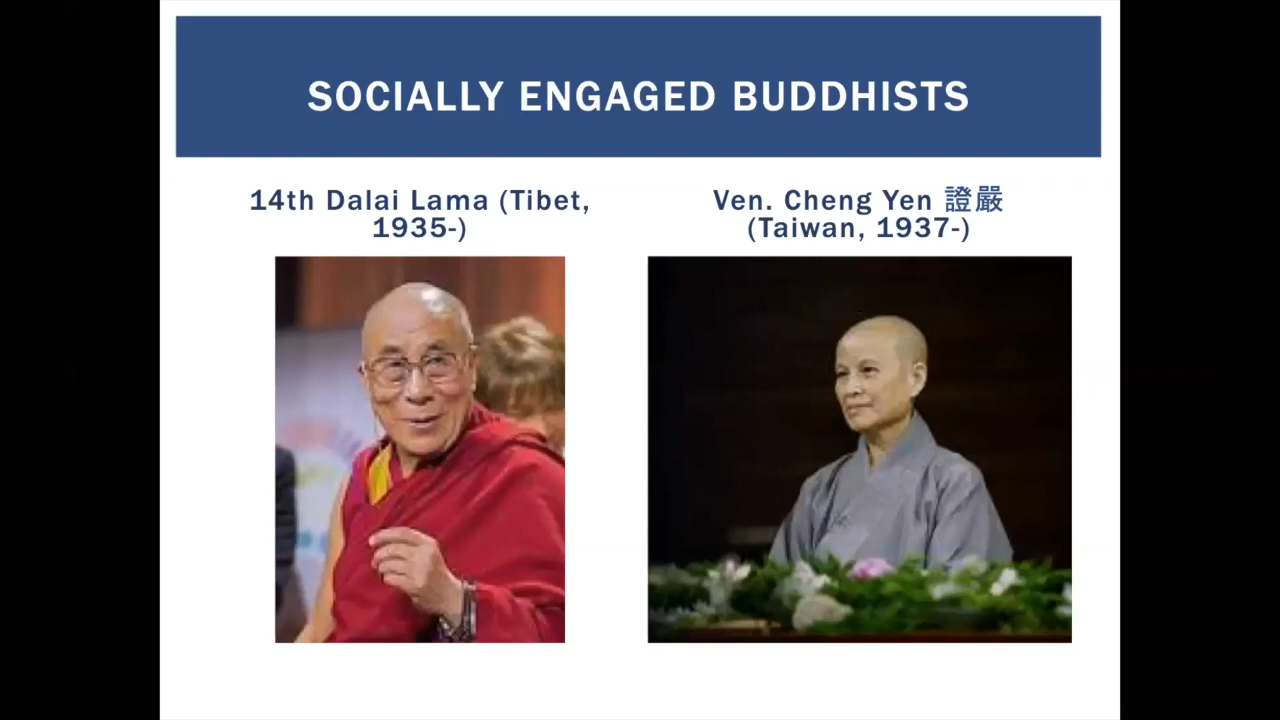 SOCIALLY ENGAGED BUDDHISTS
14th Dalai Lama (Tibet,
1935-)
Ven. Cheng Yen 證嚴
(Taiwan, 1937-)